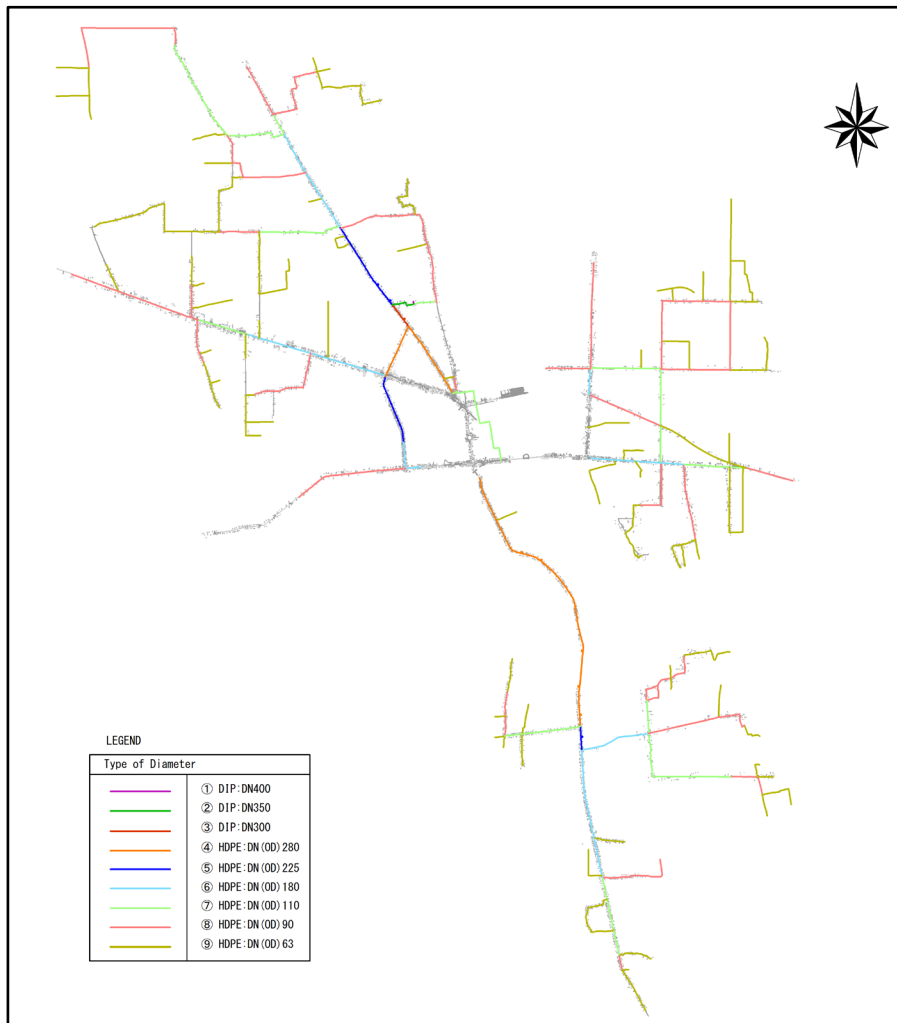 LEGEND
Type of Diameter
① DIP:DN400
② DIP:DN350
③ DIP:DN300
④ HDPE:DN(OD)280
⑤ HDPE:DN(OD)225
⑥ HDPE:DN(OD)180
⑦ HDPE:DN(OD)110
⑧ HDPE:DN(OD)90
⑨ HDPE:DN(OD)63